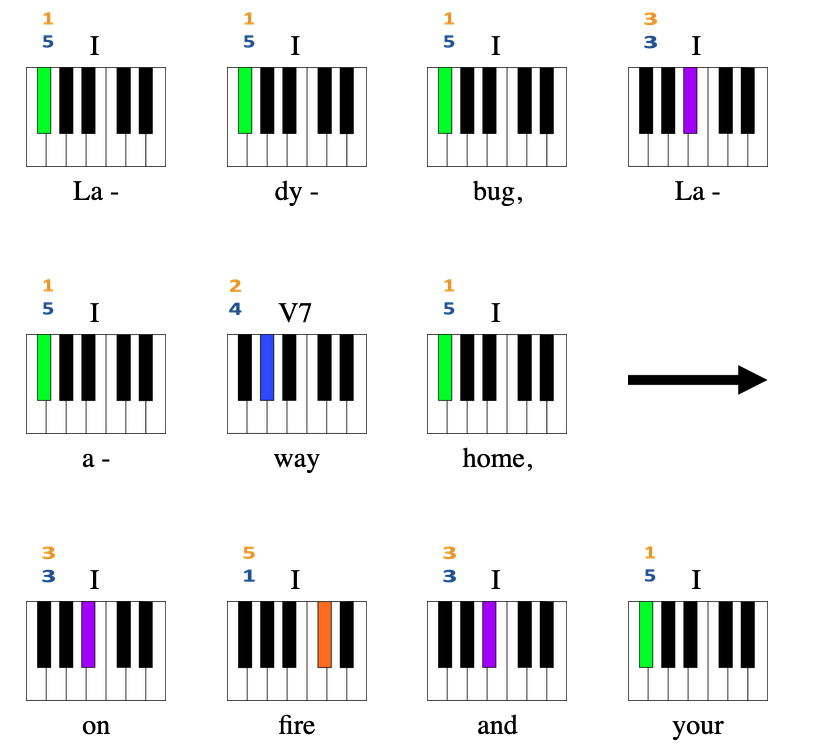 1 1 1 3
5 I 5 I 5 I 3 I
La - dy - bug, La -
1 2 1
5 I 4 V7 5 I
a - way home,
3 5 3 1
3 I 1 I 3 I 5 I
on fire and your